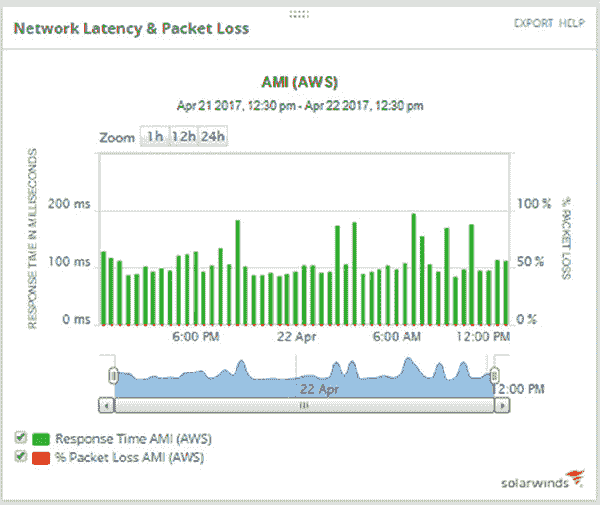 Network Latency & Packet Loss
EXPORT HELP
AMI (AWS)
Apr 21 2017, 12:30 pm - Apr 22 2017, 12:30 pm
Zoom 1h 12h 24h
RESPONSE TIME IN MILLISECONDS
200 ms
100 ms
0 ms
100 %
50 %
0 %
% PACKET LOSS
6:00 PM 22 Apr 6:00 AM 12:00 PM
22 Apr 12:00 PM
Response Time AMI (AWS)
% Packet Loss AMI (AWS)
solarwinds